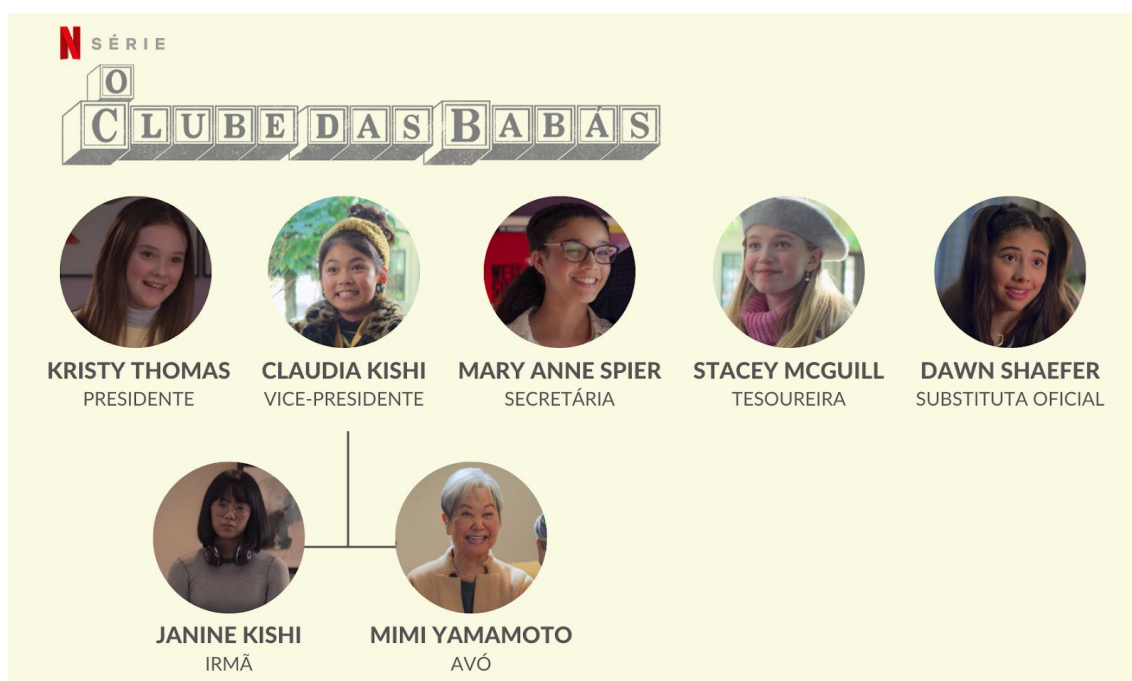 N SÉRIE
O
CLUBE DAS BABÁS
KRISTY THOMAS
PRESIDENTE
CLAUDIA KISHI
VICE-PRESIDENTE
MARY ANNE SPIER
SECRETÁRIA
STACEY MCGUILL
TESOUREIRA
DAWN SHAEFER
SUBSTITUTA OFICIAL
JANINE KISHI
IRMÃ
MIMI YAMAMOTO
AVÓ